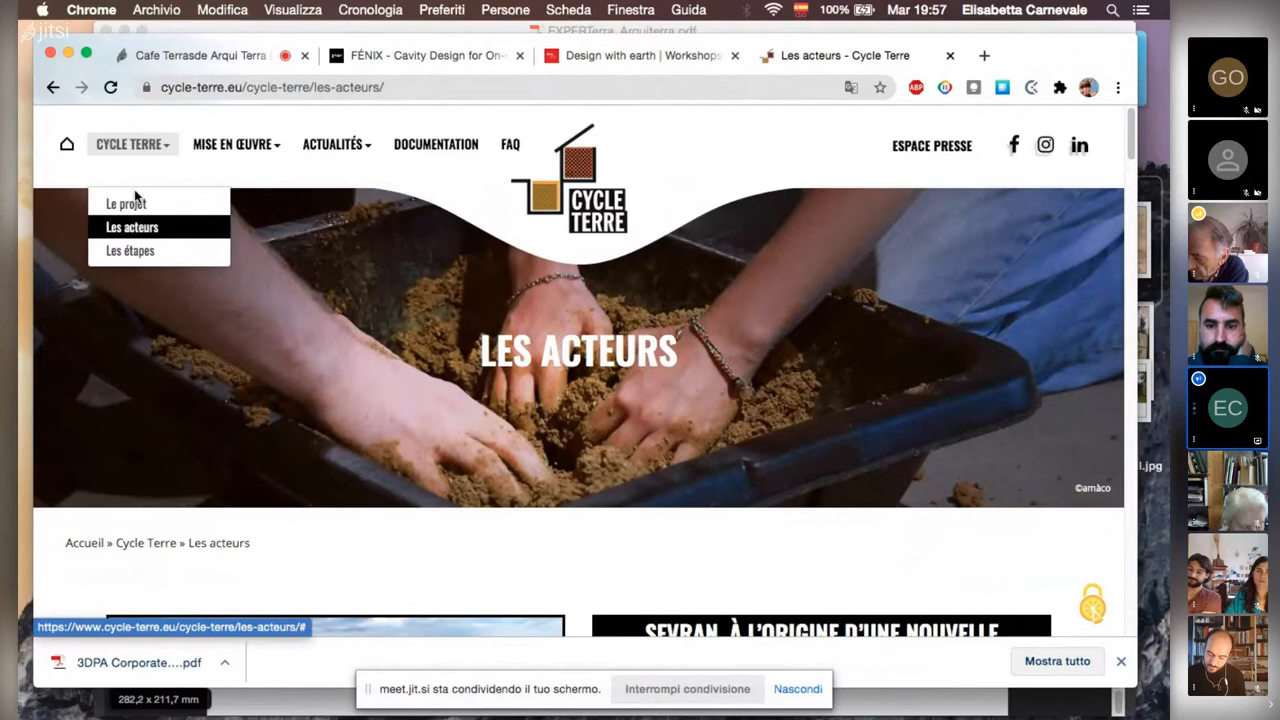 Chrome Archivio Modifica Visualizza Cronologia Preferiti Persone Scheda Finestra Guida 100% Mar 19:57 Elisabetta Carnevale
jitsi
EXPERTerra_Arquiterra.pdf
Cafe Terrasde Arqui Terra
FÉNIX - Cavity Design for On-s
Design with earth | Workshops
Les acteurs - Cycle Terre
cycle-terre.eu/cycle-terre/les-acteurs/
ABP
CYCLE TERRE
MISE EN ŒUVRE
ACTUALITÉS
DOCUMENTATION
FAQ
CYCLE
TERRE
ESPACE PRESSE
Le projet
Les acteurs
Les étapes
LES ACTEURS
©amàco
Accueil » Cycle Terre » Les acteurs
SEVRAN, À L'ORIGINE D'UNE NOUVELLE
https://www.cycle-terre.eu/cycle-terre/les-acteurs/#
3DPA Corporate....pdf
Mostra tutto
meet.jit.si sta condividendo il tuo schermo.
Interrompi condivisione
Nascondi
282,2 x 211,7 mm
l.jpg
GO
EC